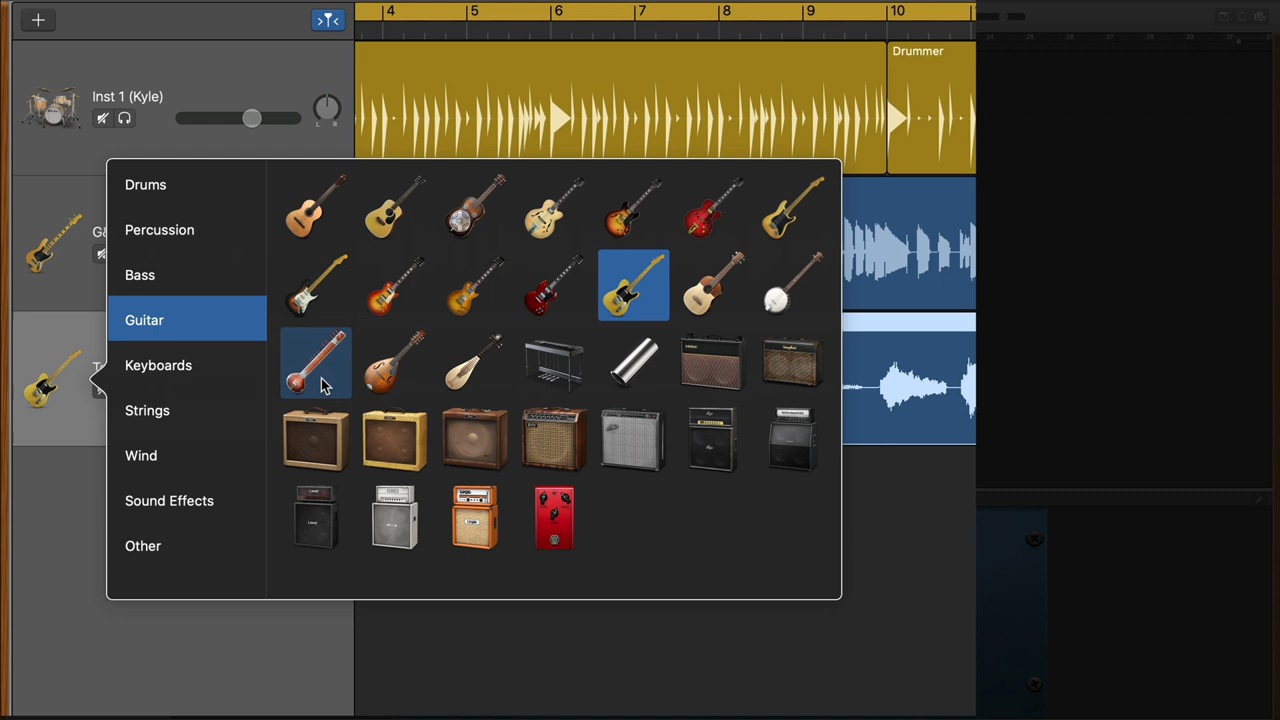 4 5 6 7 8 9 10
Drummer
Inst 1 (Kyle)
L R
Drums
Percussion
Bass
Guitar
Keyboards
Strings
Wind
Sound Effects
Other